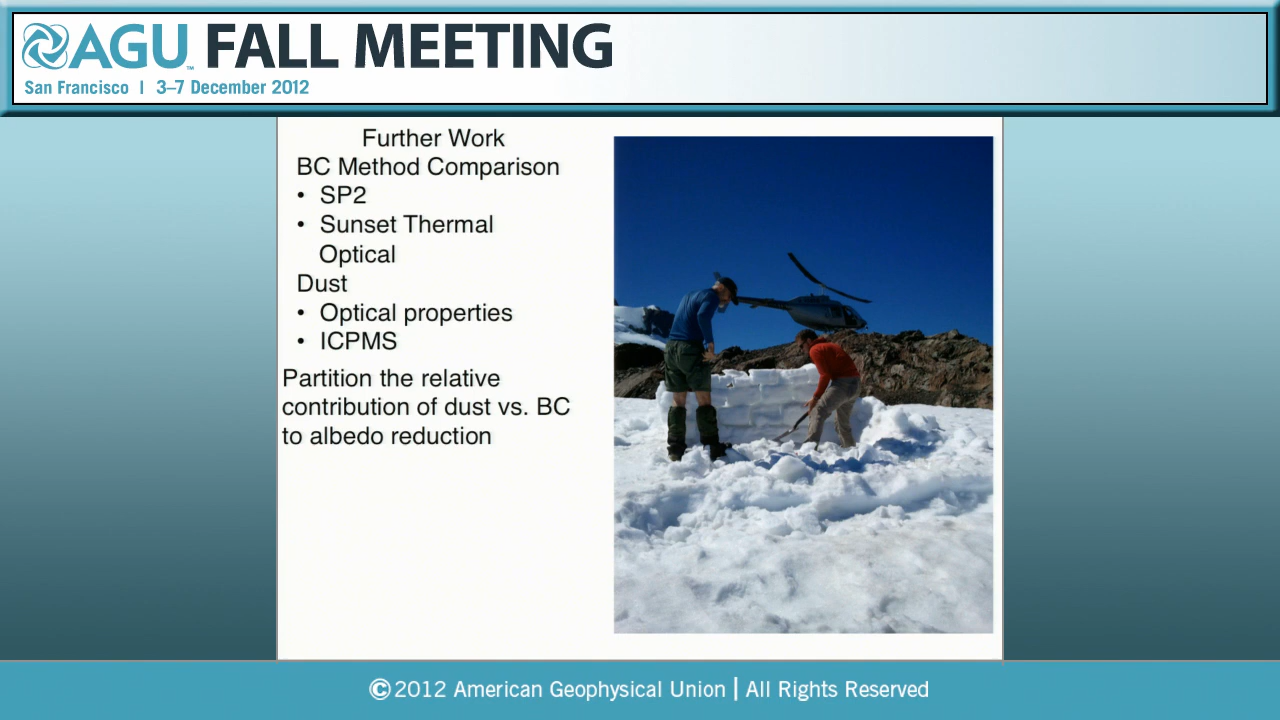 AGU FALL MEETING
San Francisco | 3–7 December 2012
Further Work
BC Method Comparison
• SP2
• Sunset Thermal
Optical
Dust
• Optical properties
• ICPMS
Partition the relative
contribution of dust vs. BC
to albedo reduction
©2012 American Geophysical Union | All Rights Reserved